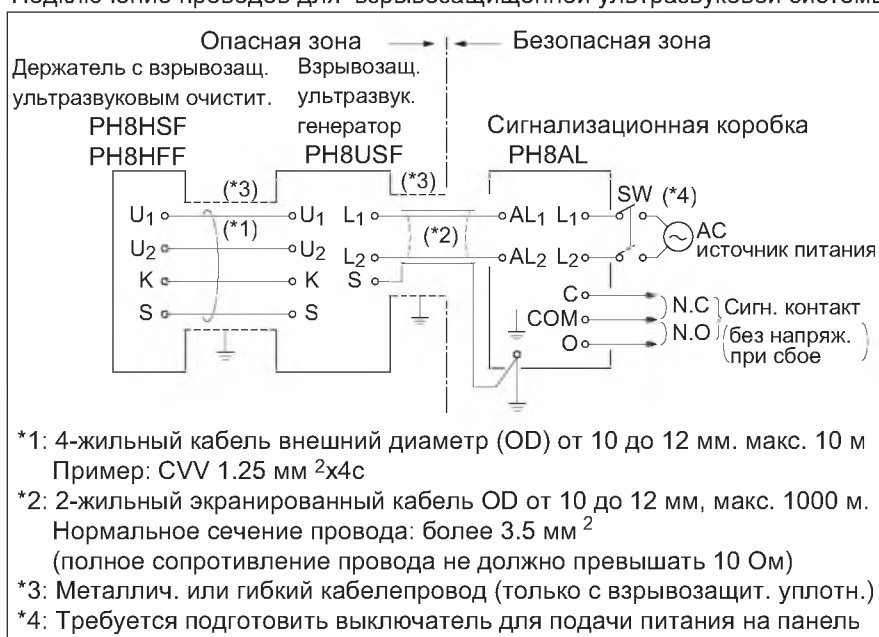 Подключение проводов для взрывозащищенной ультразвуковой системы
Опасная зона
Безопасная зона
Держатель с взрывозащ.
ультразвуковым очистит.
PH8HSF
PH8HFF
Взрывозащ.
ультразвук.
генератор
PH8USF
Сигнализационная коробка
PH8AL
(*3)
(*3)
SW (*4)
U1
(*1)
U1
L1
(*2)
AL1
L1
AC
источник питания
U2
U2
L2
AL2
L2
K
K
S
C
N.C
Сигн. контакт
S
S
COM
N.O
(без напряж.
O
при сбое)
*1: 4-жильный кабель внешний диаметр (OD) от 10 до 12 мм. макс. 10 м
Пример: CVV 1.25 мм ²x4c
*2: 2-жильный экранированный кабель OD от 10 до 12 мм, макс. 1000 м.
Нормальное сечение провода: более 3.5 мм ²
(полное сопротивление провода не должно превышать 10 Ом)
*3: Металлич. или гибкий кабелепровод (только с взрывозащит. уплотн.)
*4: Требуется подготовить выключатель для подачи питания на панель